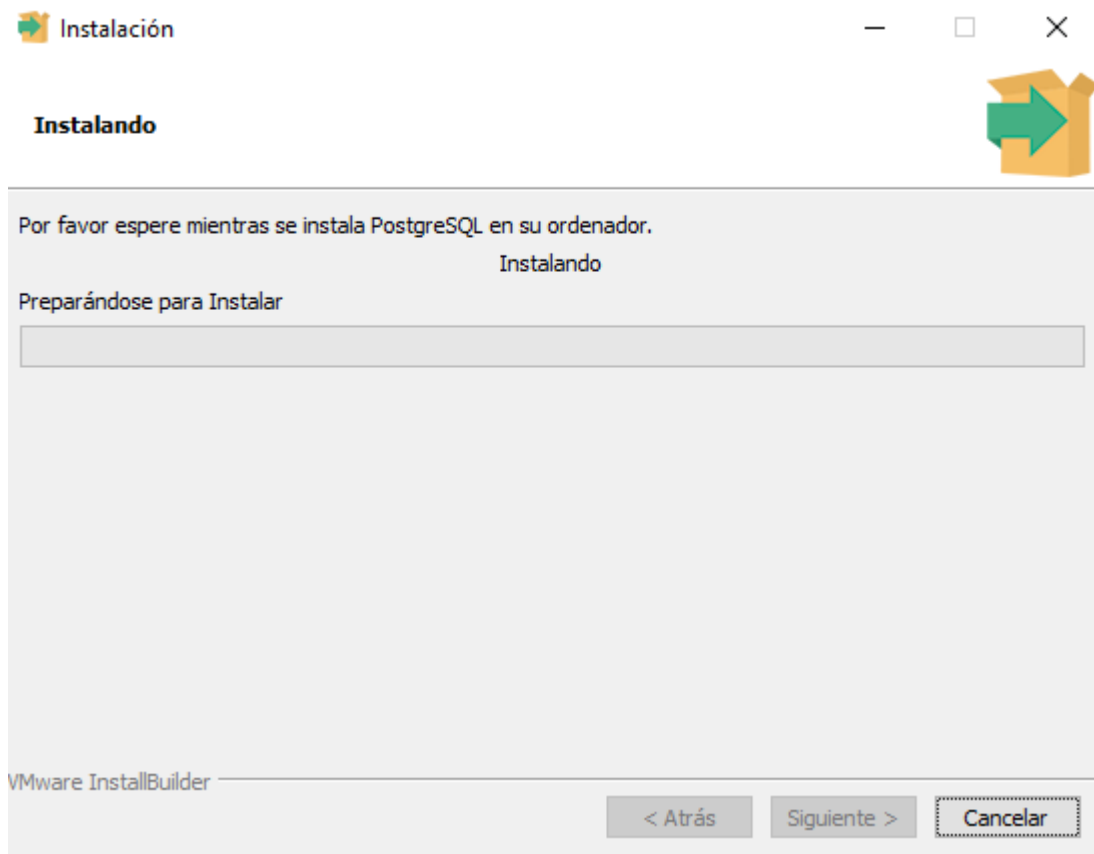 Instalación
Instalando
Por favor espere mientras se instala PostgreSQL en su ordenador.
Instalando
Preparándose para Instalar
VMware InstallBuilder
< Atrás
Siguiente >
Cancelar